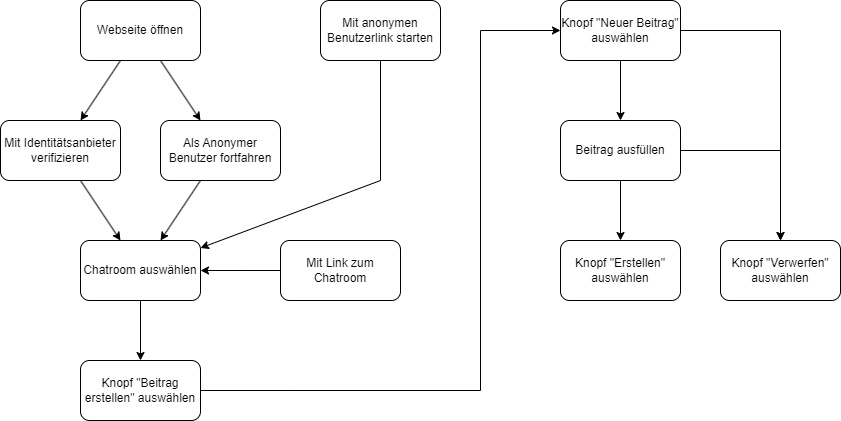 Webseite öffnen
Mit anonymen
Benutzerlink starten
Knopf "Neuer Beitrag"
auswählen
Mit Identitätsanbieter
verifizieren
Als Anonymer
Benutzer fortfahren
Beitrag ausfüllen
Chatroom auswählen
Mit Link zum
Chatroom
Knopf "Erstellen"
auswählen
Knopf "Verwerfen"
auswählen
Knopf "Beitrag
erstellen" auswählen